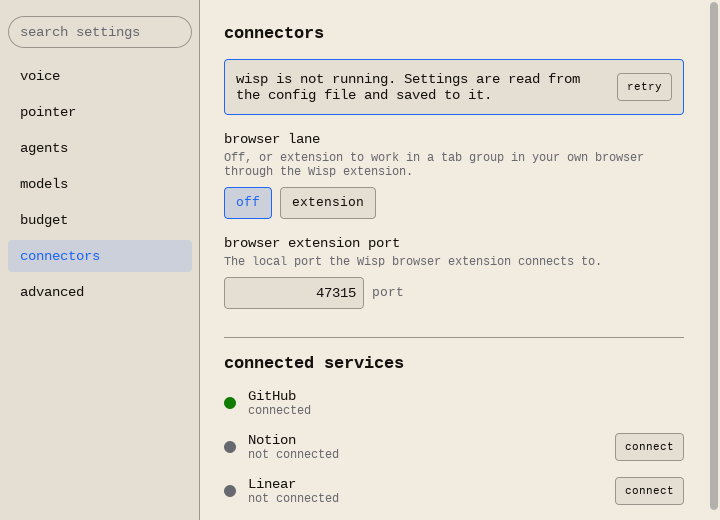 search settings
voice
pointer
agents
models
budget
connectors
advanced
connectors
wisp is not running. Settings are read from
the config file and saved to it.
retry
browser lane
Off, or extension to work in a tab group in your own browser
through the Wisp extension.
off
extension
browser extension port
The local port the Wisp browser extension connects to.
47315
port
connected services
GitHub
connected
Notion
not connected
connect
Linear
not connected
connect